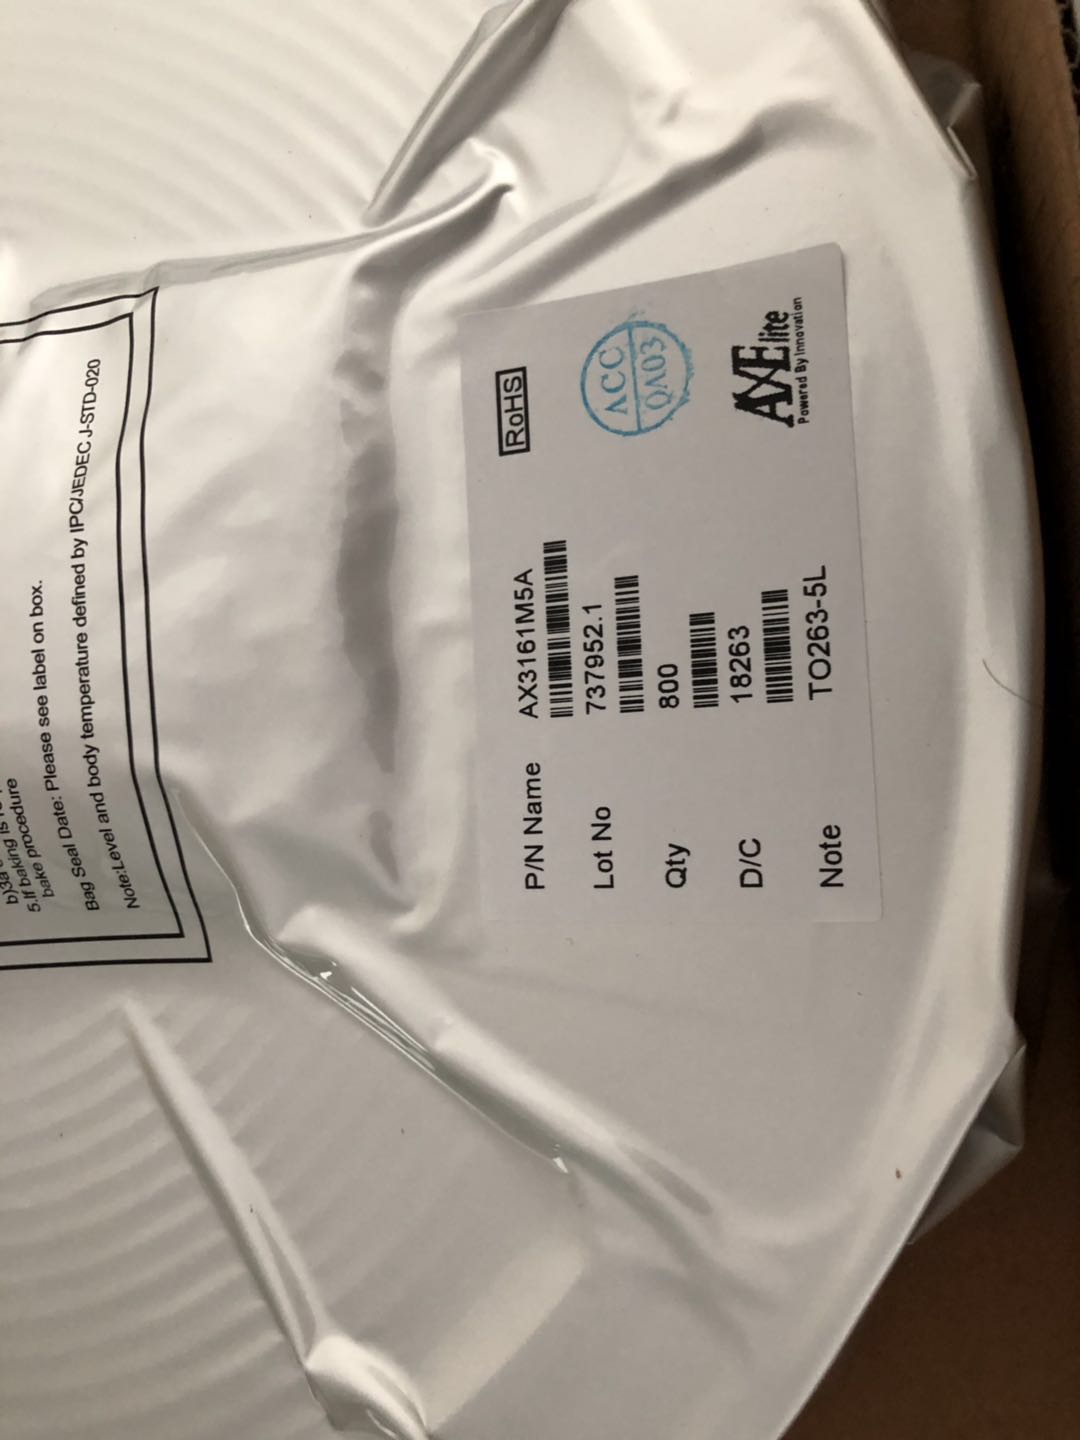 b)3a
5.If baking is
bake procedure
Bag Seal Date: Please see label on box.
Note:Level and body temperature defined by IPC/JEDEC J-STD-020
RoHS
P/N Name AX3161M5A
Lot No 737952.1
ACC
QA03
Qty 800
D/C 18263
AXElite
Powered By Innovation
Note TO263-5L